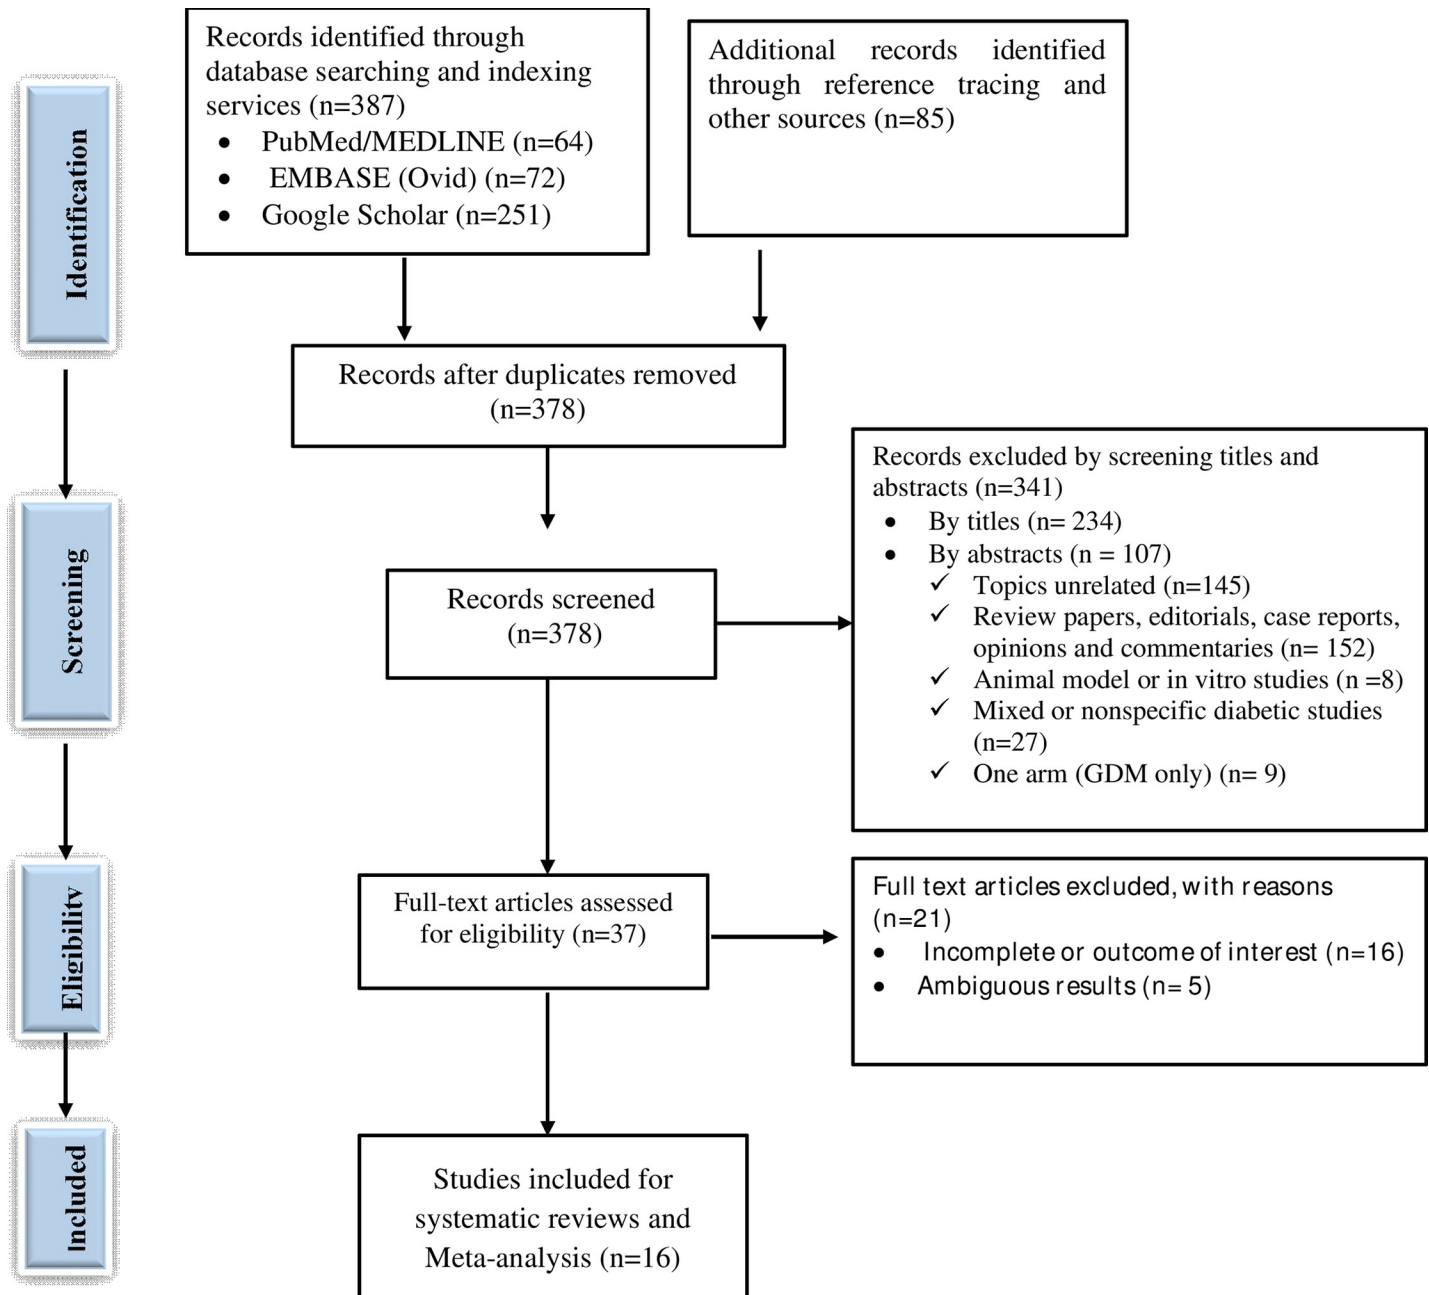 Records identified through
database searching and indexing
services (n=387)
• PubMed/MEDLINE (n=64)
• EMBASE (Ovid) (n=72)
• Google Scholar (n=251)
Additional records identified
through reference tracing and
other sources (n=85)
Identification
Records after duplicates removed
(n=378)
Records excluded by screening titles and
abstracts (n=341)
• By titles (n= 234)
• By abstracts (n = 107)
✓ Topics unrelated (n=145)
✓ Review papers, editorials, case reports,
opinions and commentaries (n= 152)
✓ Animal model or in vitro studies (n =8)
✓ Mixed or nonspecific diabetic studies
(n=27)
✓ One arm (GDM only) (n= 9)
Screening
Records screened
(n=378)
Full-text articles assessed
for eligibility (n=37)
Full text articles excluded, with reasons
(n=21)
• Incomplete or outcome of interest (n=16)
• Ambiguous results (n= 5)
Eligibility
Studies included for
systematic reviews and
Meta-analysis (n=16)
Included